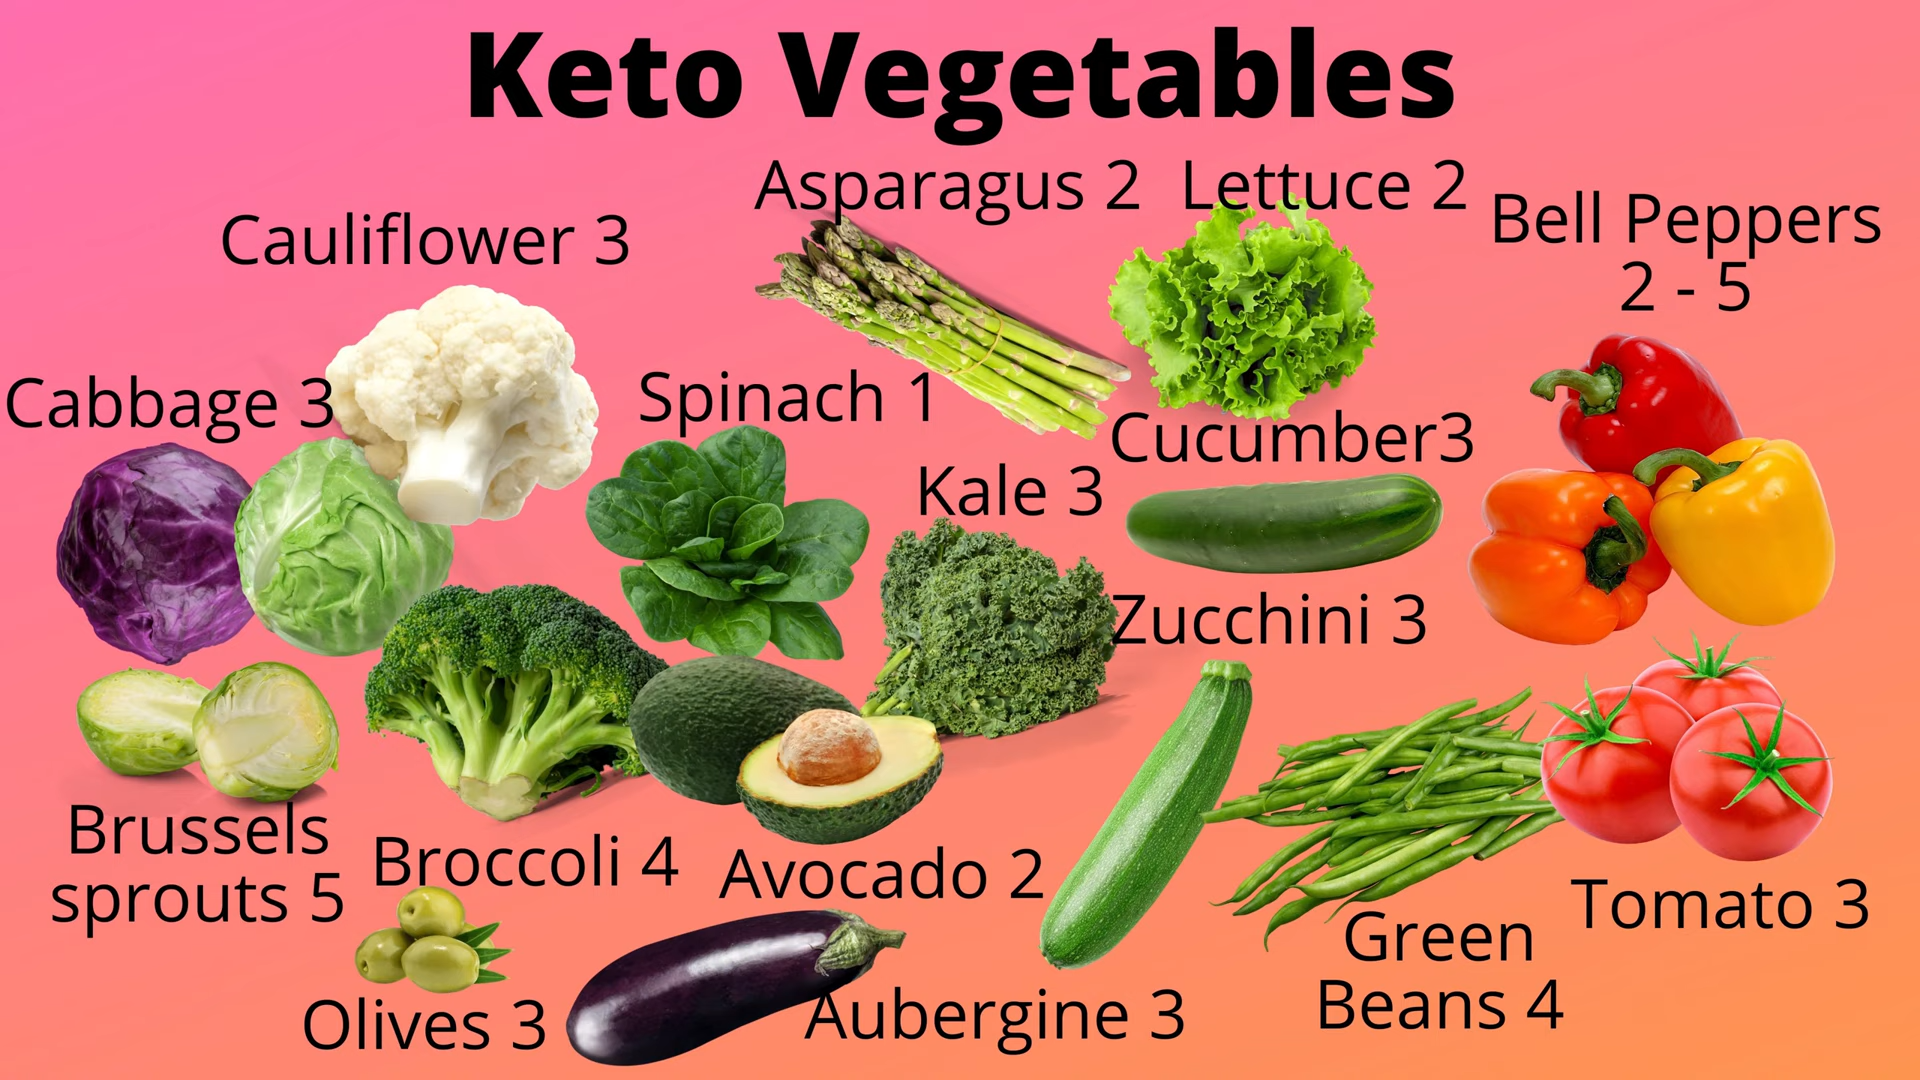 Keto Vegetables
Asparagus 2
Lettuce 2
Bell Peppers
2 - 5
Cauliflower 3
Cabbage 3
Spinach 1
Cucumber3
Kale 3
Zucchini 3
Brussels
sprouts 5
Broccoli 4
Avocado 2
Tomato 3
Green
Beans 4
Olives 3
Aubergine 3